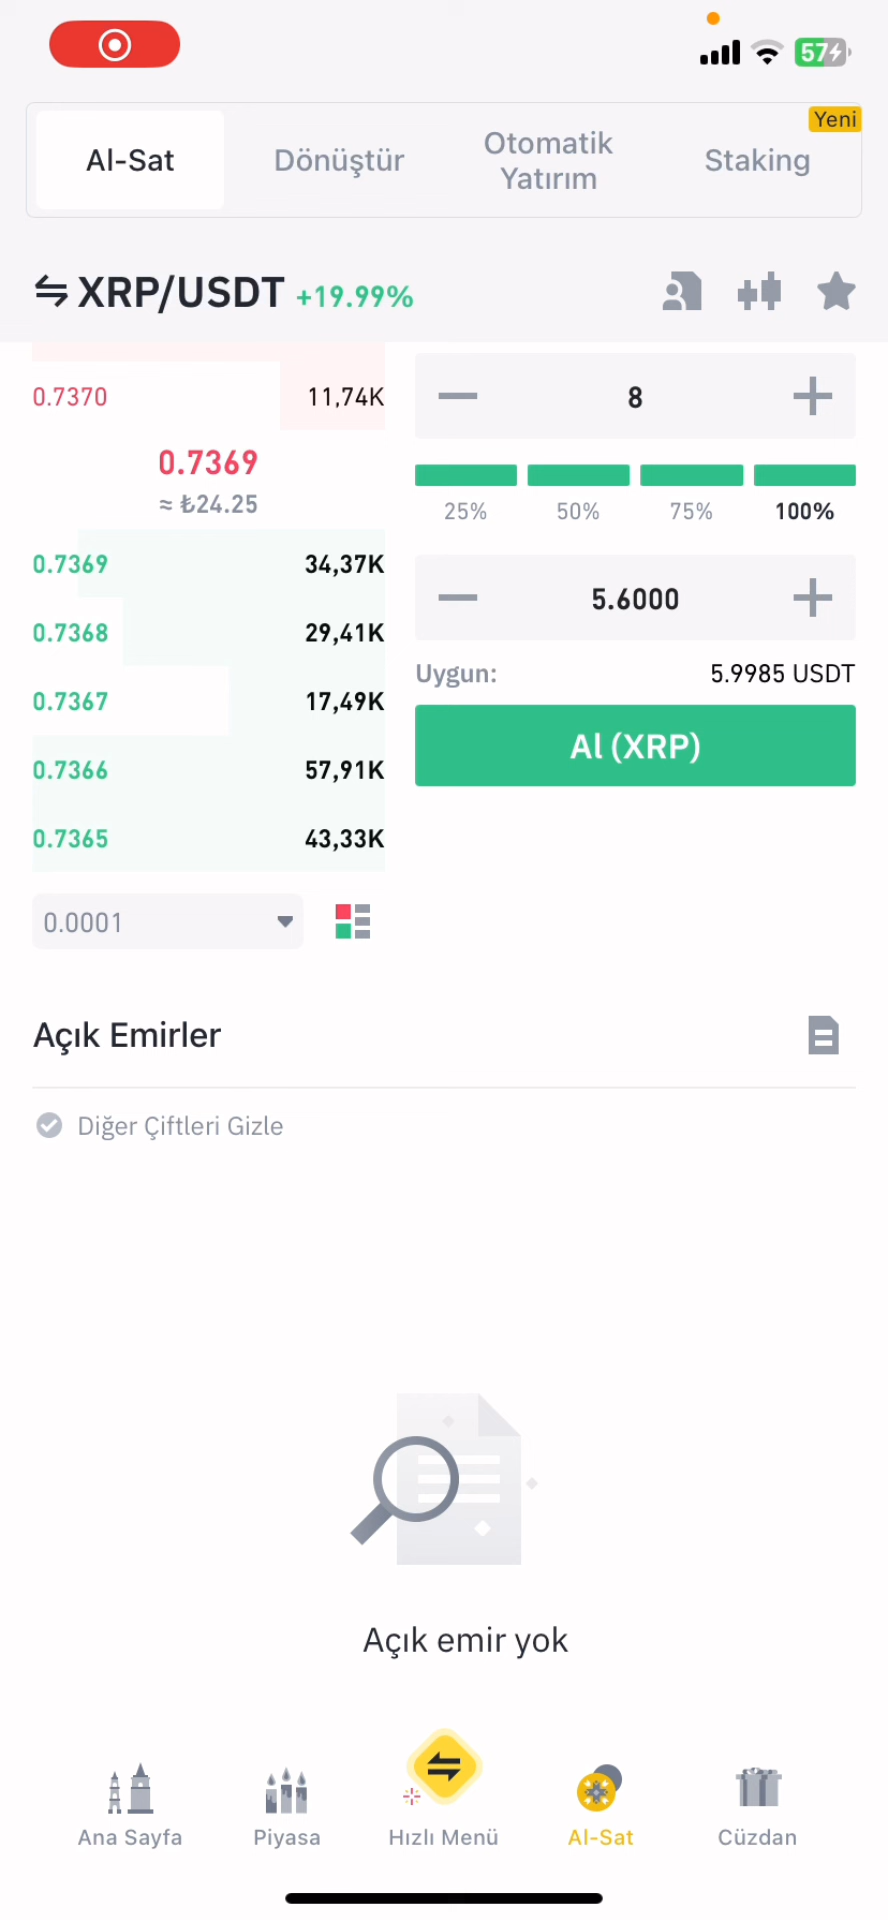 57
Yeni
Al-Sat
Dönüştür
Otomatik
Yatırım
Staking
XRP/USDT +19.99%
0.7370 11,74K
0.7369
≈ ₺24.25
0.7369 34,37K
0.7368 29,41K
0.7367 17,49K
0.7366 57,91K
0.7365 43,33K
0.0001
8
25% 50% 75% 100%
5.6000
Uygun: 5.9985 USDT
Al (XRP)
Açık Emirler
Diğer Çiftleri Gizle
Açık emir yok
Ana Sayfa
Piyasa
Hızlı Menü
Al-Sat
Cüzdan